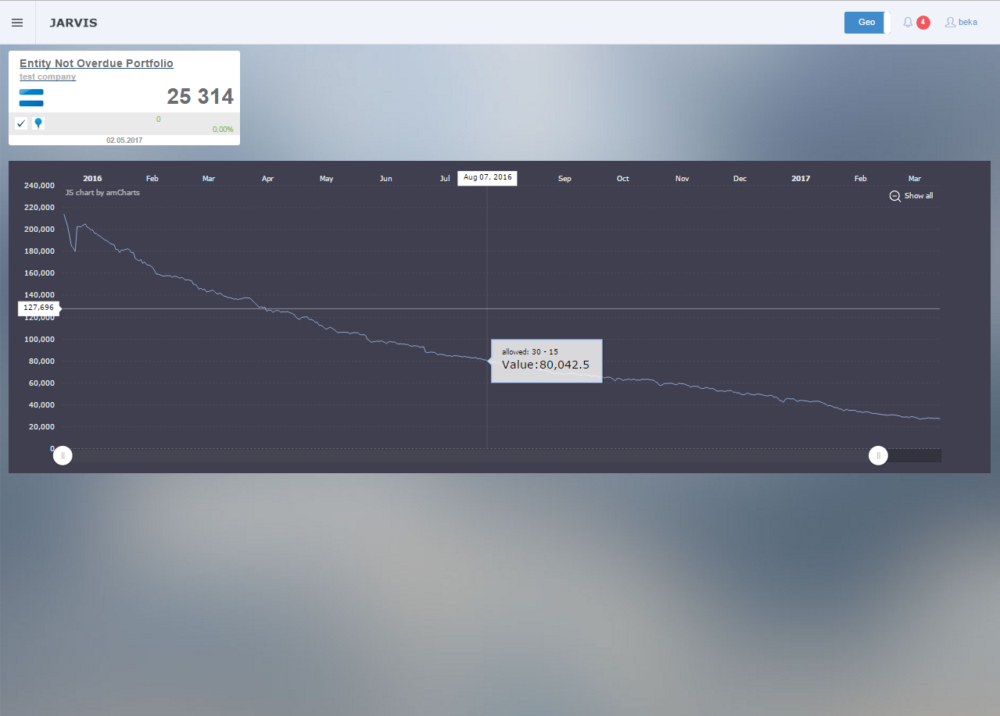 JARVIS
Geo
4
beka
Entity Not Overdue Portfolio
test company
25 314
0
0,00%
02.05.2017
2016 Feb Mar Apr May Jun Jul Aug 07, 2016 Sep Oct Nov Dec 2017 Feb Mar
240,000
JS chart by amCharts
Show all
220,000
200,000
180,000
160,000
140,000
127,696
120,000
100,000
allowed: 30 - 15
Value:80,042.5
80,000
60,000
40,000
20,000
0